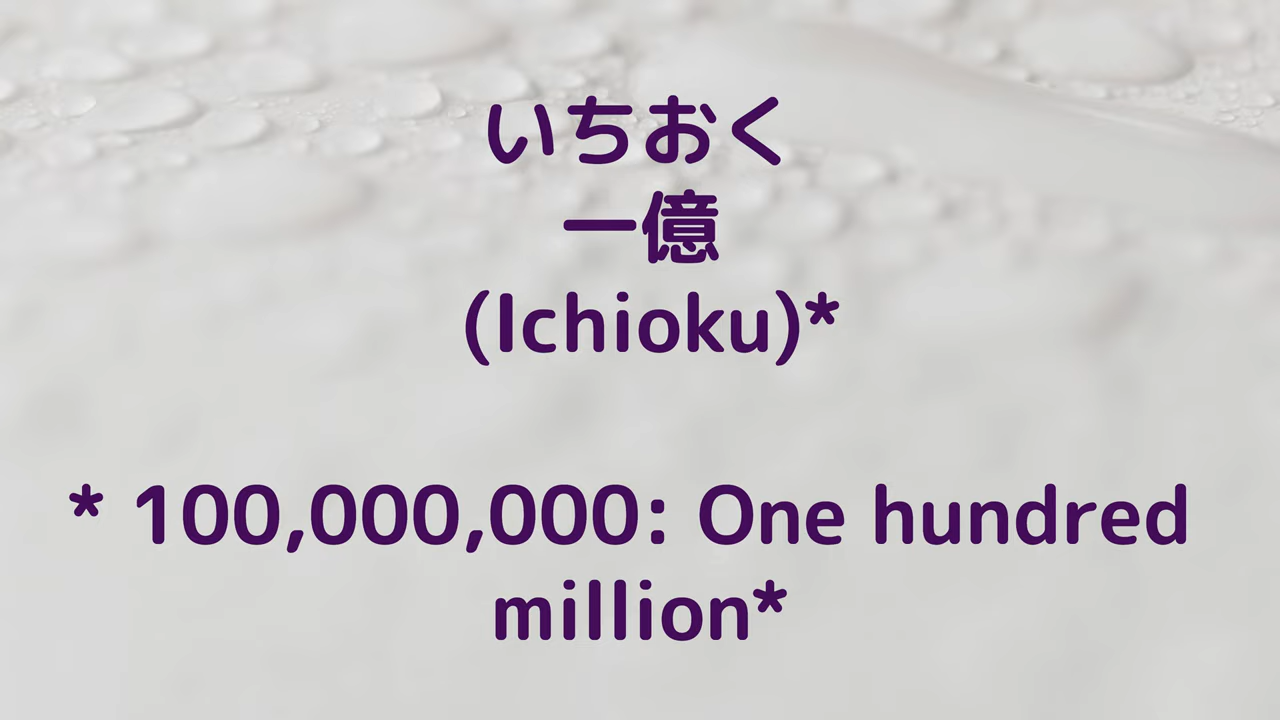 いちおく
一億
(Ichioku)*
* 100,000,000: One hundred
million*